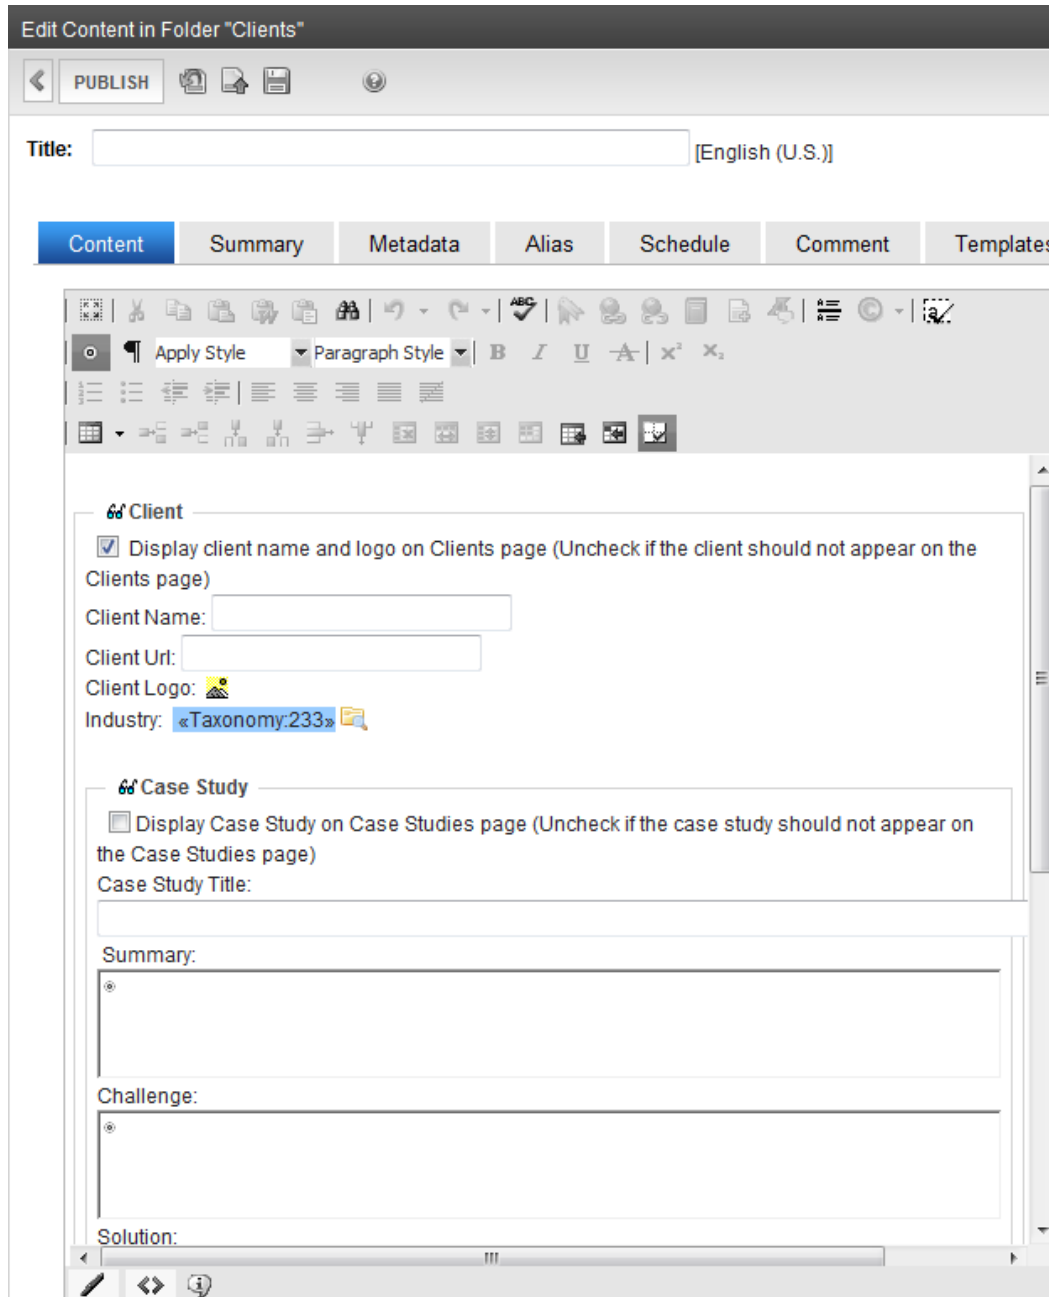 Edit Content in Folder "Clients"
PUBLISH
Title: [English (U.S.)]
Content Summary Metadata Alias Schedule Comment Templates
ABC
Apply Style Paragraph Style B I U A x² x₂
Client
Display client name and logo on Clients page (Uncheck if the client should not appear on the
Clients page)
Client Name:
Client Url:
Client Logo:
Industry: «Taxonomy:233»
Case Study
Display Case Study on Case Studies page (Uncheck if the case study should not appear on
the Case Studies page)
Case Study Title:
Summary:
Challenge:
Solution: